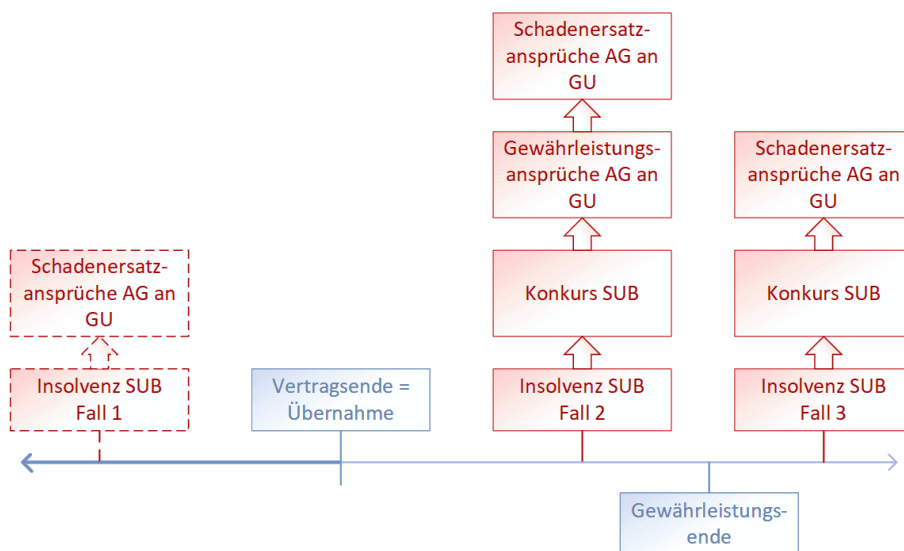 Schadenersatz-
ansprüche AG an
GU
Gewährleistungs-
ansprüche AG an
GU
Schadenersatz-
ansprüche AG an
GU
Schadenersatz-
ansprüche AG an
GU
Konkurs SUB
Konkurs SUB
Insolvenz SUB
Fall 1
Vertragsende =
Übernahme
Insolvenz SUB
Fall 2
Insolvenz SUB
Fall 3
Gewährleistungs-
ende